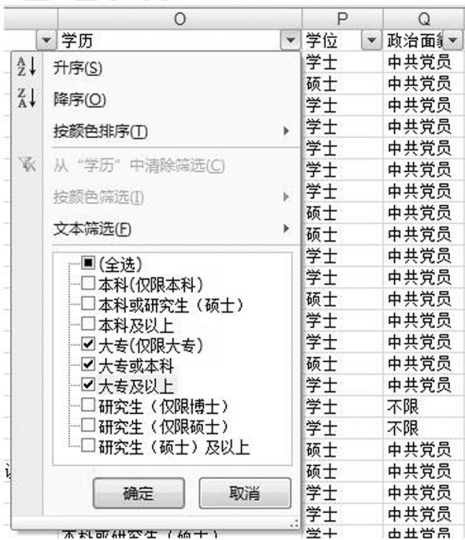 O P Q
学历 学位 政治面貌
升序(S)
降序(O)
按颜色排序(T)
从“学历”中清除筛选(C)
按颜色筛选(I)
文本筛选(F)
(全选)
本科(仅限本科)
本科或研究生（硕士）
本科及以上
大专(仅限大专)
大专或本科
大专及以上
研究生（仅限博士）
研究生（仅限硕士）
研究生（硕士）及以上
确定 取消
本科或研究生（硕士）
学士 中共党员
硕士 中共党员
学士 中共党员
学士 中共党员
学士 中共党员
学士 中共党员
学士 中共党员
硕士 中共党员
硕士 中共党员
学士 中共党员
学士 中共党员
硕士 中共党员
学士 中共党员
学士 中共党员
硕士 中共党员
学士 中共党员
学士 不限
学士 不限
硕士 中共党员
硕士 中共党员
学士 中共党员
学士 中共党员
学士 中共党员